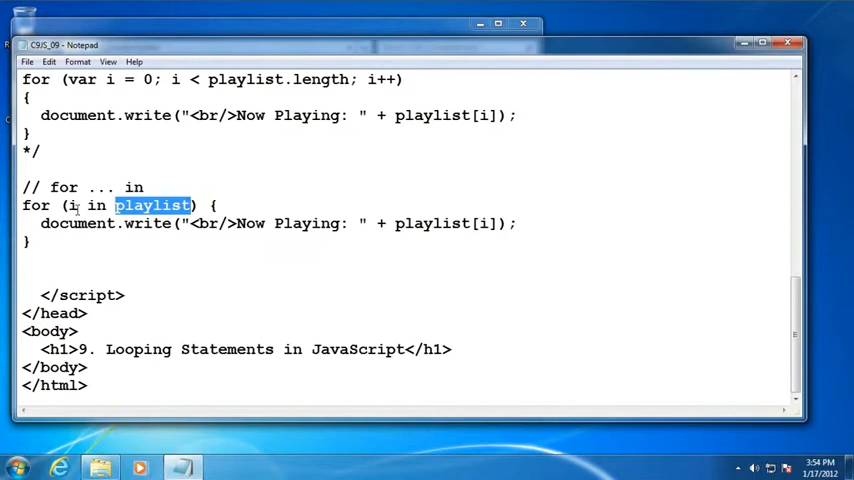 C9JS_09 - Notepad
File Edit Format View Help
for (var i = 0; i < playlist.length; i++)
{
document.write("<br/>Now Playing: " + playlist[i]);
}
*/
// for ... in
for (i in playlist) {
document.write("<br/>Now Playing: " + playlist[i]);
}
</script>
</head>
<body>
<h1>9. Looping Statements in JavaScript</h1>
</body>
</html>
3:54 PM
1/17/2012